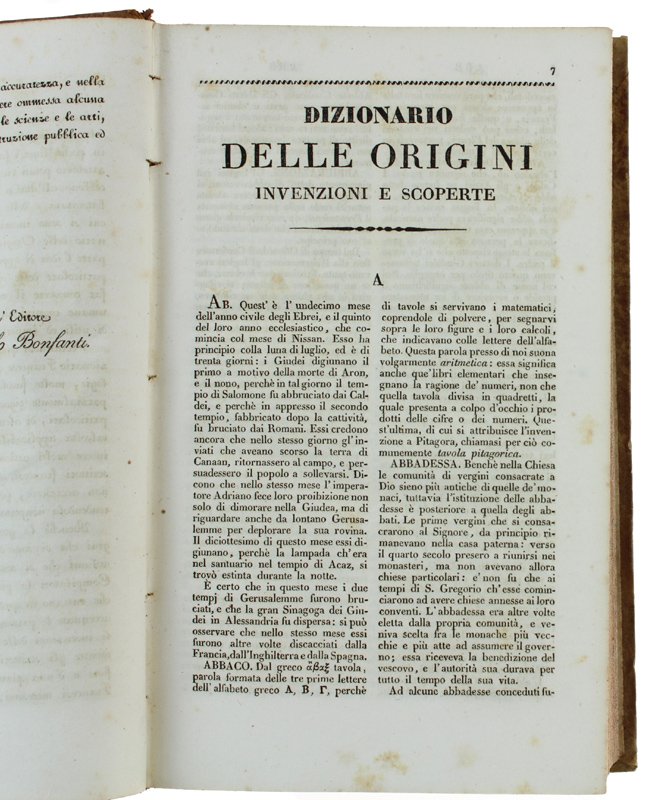 accuratezza, e nella
ere ommessa alcuna
le scienze e le arti,
truzione pubblica ed
l' Editore
Bonfanti.
7
DIZIONARIO
DELLE ORIGINI
INVENZIONI E SCOPERTE
A
AB. Quest' è l' undecimo mese
dell'anno civile degli Ebrei, e il quinto
del loro anno ecclesiastico, che co-
mincia col mese di Nissan. Esso ha
principio colla luna di luglio, ed è di
trenta giorni: i Giudei digiunano il
primo a motivo della morte di Aron,
e il nono, perchè in tal giorno il tem-
pio di Salomone fu abbruciato dai Cal-
dei, e perchè in appresso il secondo
tempio, fabbricato dopo la cattività,
fu bruciato dai Romani. Essi credono
ancora che nello stesso giorno gl' in-
viati che aveano scorso la terra di
Canaan, ritornassero al campo, e per-
suadessero il popolo a sollevarsi. Di-
cono che nello stesso mese l' impera-
tore Adriano fece loro proibizione non
solo di dimorare nella Giudea, ma di
riguardare anche da lontano Gerusa-
lemme per deplorare la sua rovina.
Il diciottesimo di questo mese essi di-
giunano, perchè la lampada ch' era
nel santuario nel tempio di Acaz, si
trovò estinta durante la notte.
È certo che in questo mese i due
tempj di Gerusalemme furono bru-
ciati, e che la gran Sinagoga dei Giu-
dei in Alessandria fu dispersa: si può
osservare che nello stesso mese essi
furono altre volte discacciati dalla
Francia, dall'Inghilterra e dalla Spagna.
ABBACO. Dal greco ἄβαξ tavola,
parola formata delle tre prime lettere
dell' alfabeto greco Α, Β, Γ, perchè
di tavole si servivano i matematici,
coprendole di polvere, per segnarvi
sopra le loro figure e i loro calcoli,
che indicavano colle lettere dell'alfa-
beto. Questa parola presso di noi suona
volgarmente aritmetica: essa significa
anche que'libri elementari che inse-
gnano la ragione de' numeri, non che
quella tavola divisa in quadretti, la
quale presenta a colpo d'occhio i pro-
dotti delle cifre o dei numeri. Que-
st'ultima, di cui si attribuisce l'inven-
zione a Pitagora, chiamasi per ciò co-
munemente tavola pitagorica.
ABBADESSA. Benchè nella Chiesa
le comunità di vergini consacrate a
Dio sieno più antiche di quelle de'mo-
naci, tuttavia l'istituzione delle abba-
desse è posteriore a quella degli ab-
bati. Le prime vergini che si consa-
crarono al Signore, da principio ri-
manevano nella casa paterna: verso
il quarto secolo presero a riunirsi nei
monasteri, ma non avevano allora
chiese particolari: e'non fu che ai
tempi di S. Gregorio ch' esse comin-
ciarono ad avere chiese annesse ai loro
conventi. L' abbadessa era altre volte
eletta dalla propria comunità, e ve-
niva scelta fra le monache più vec-
chie e più atte ad assumere il gover-
no; essa riceveva la benedizione del
vescovo, e l'autorità sua durava per
tutto il tempo della sua vita.
Ad alcune abbadesse conceduti fu-